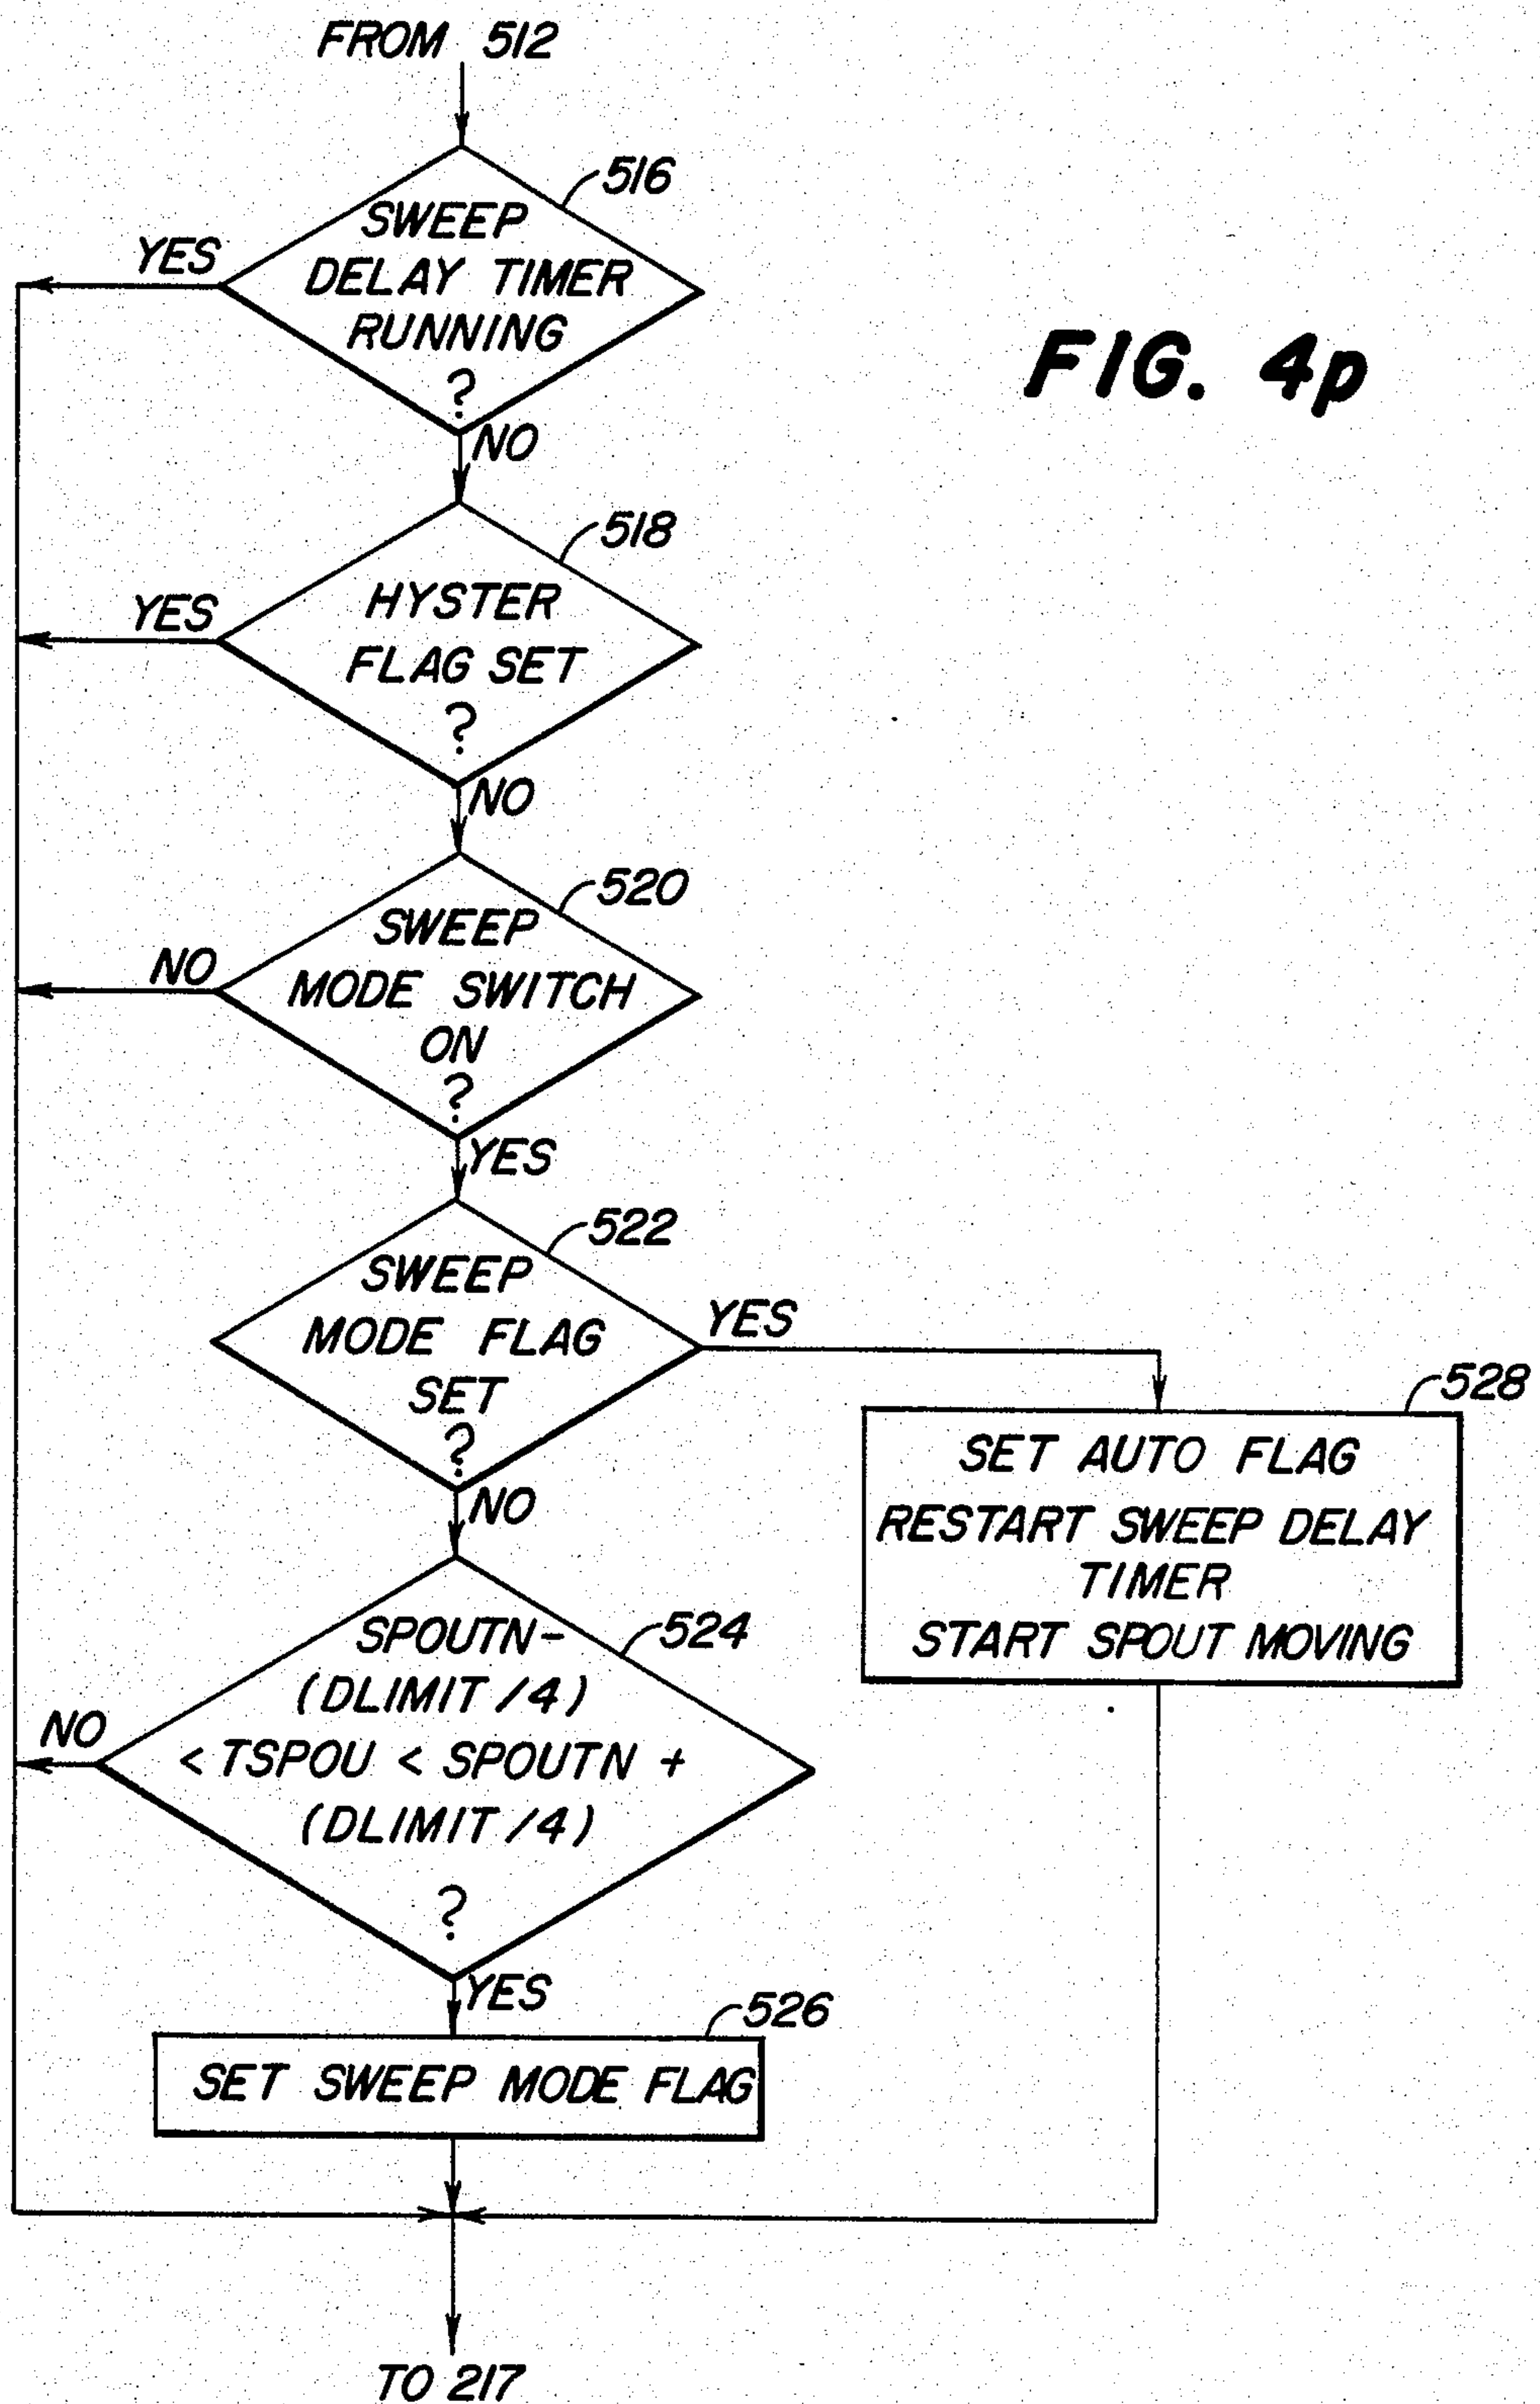 FROM 512
516
SWEEP
DELAY TIMER
RUNNING
?
YES
NO
FIG. 4p
518
HYSTER
FLAG SET
?
YES
NO
520
SWEEP
MODE SWITCH
ON
?
NO
YES
522
SWEEP
MODE FLAG
SET
?
YES
NO
528
SET AUTO FLAG
RESTART SWEEP DELAY
TIMER
START SPOUT MOVING
524
SPOUTN-
(DLIMIT/4)
< TSPOU < SPOUTN +
(DLIMIT/4)
?
NO
YES
526
SET SWEEP MODE FLAG
TO 217